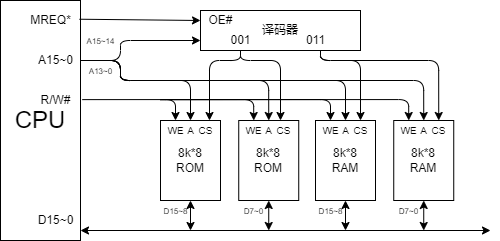 MREQ*
OE#
译码器
001
011
A15~14
A15~0
A13~0
R/W#
CPU
WE A CS
WE A CS
WE A CS
WE A CS
8k*8
ROM
8k*8
ROM
8k*8
RAM
8k*8
RAM
D15~8
D7~0
D15~8
D7~0
D15~0